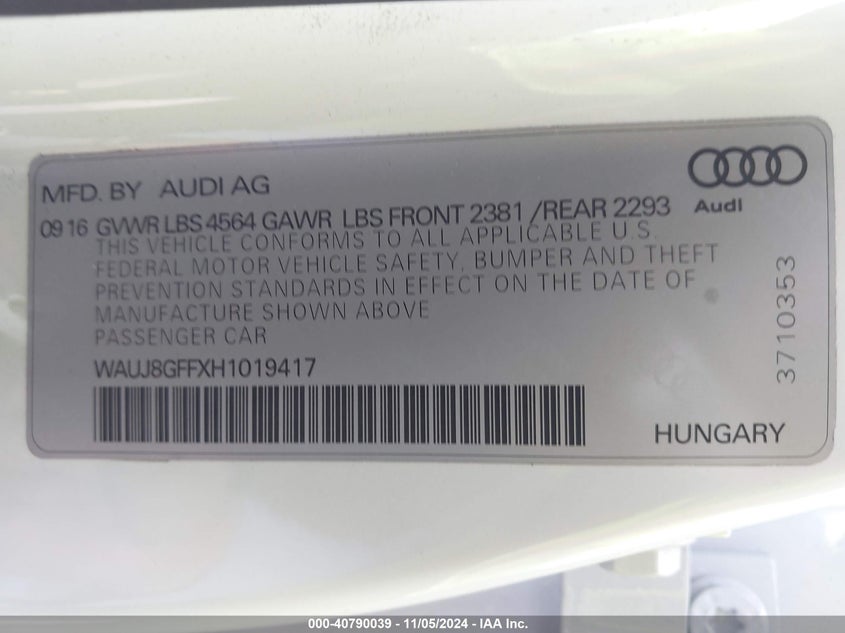 MFD. BY AUDI AG
Audi
09 16 GVWR LBS 4564 GAWR LBS FRONT 2381 /REAR 2293
THIS VEHICLE CONFORMS TO ALL APPLICABLE U.S.
FEDERAL MOTOR VEHICLE SAFETY, BUMPER AND THEFT
PREVENTION STANDARDS IN EFFECT ON THE DATE OF
MANUFACTURE SHOWN ABOVE
PASSENGER CAR
WAUJ8GFFXH1019417
3710353
HUNGARY
000-40790039 - 11/05/2024 - IAA Inc.